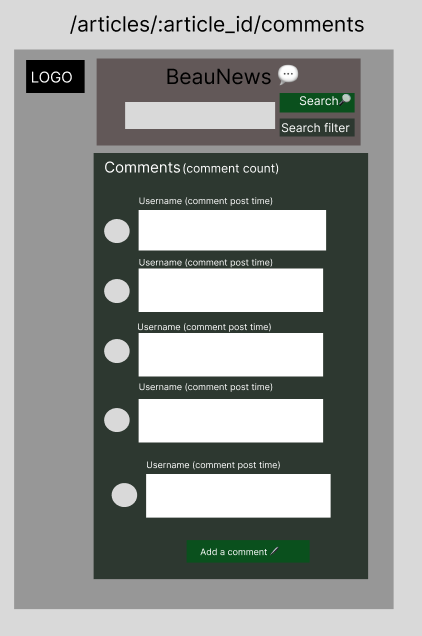 /articles/:article_id/comments
LOGO
BeauNews
Search
Search filter
Comments (comment count)
Username (comment post time)
Username (comment post time)
Username (comment post time)
Username (comment post time)
Username (comment post time)
Add a comment